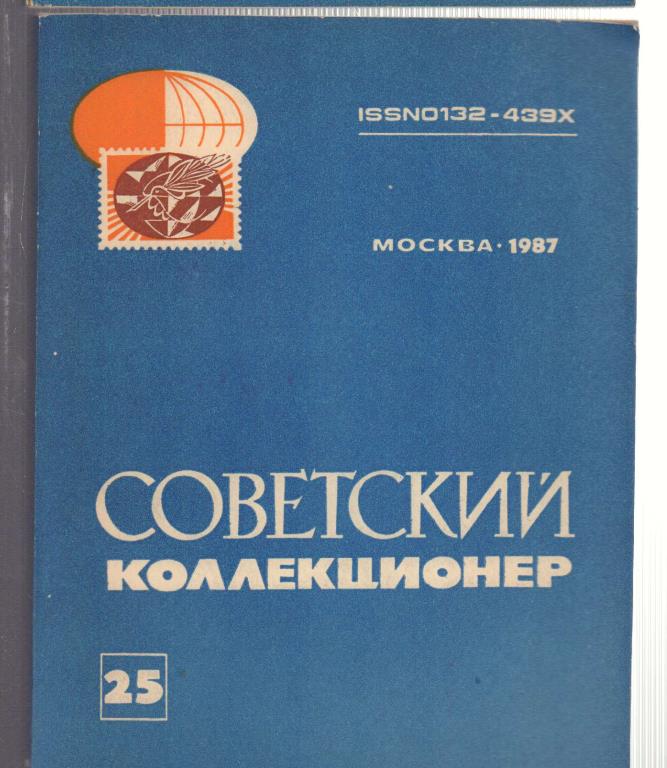 ISSN0132-439X
МОСКВА · 1987
СОВЕТСКИЙ
КОЛЛЕКЦИОНЕР
25